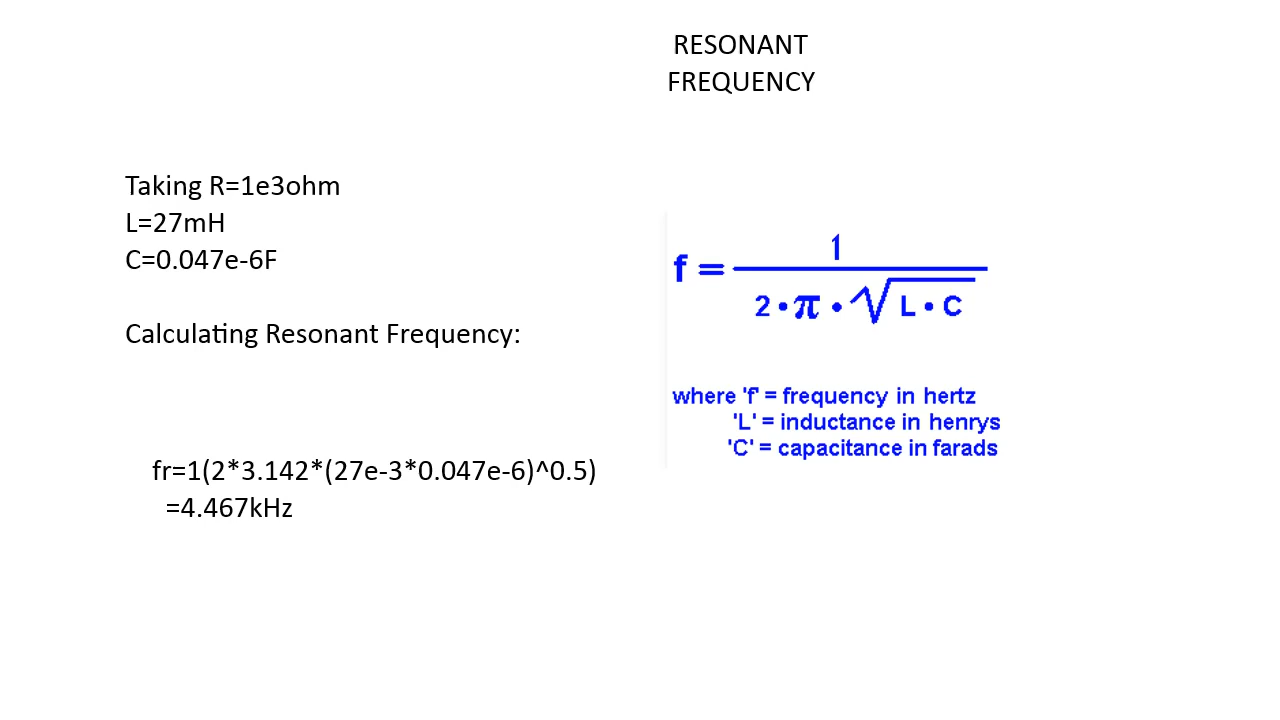 RESONANT
FREQUENCY
Taking R=1e3ohm
L=27mH
C=0.047e-6F
Calculating Resonant Frequency:
fr=1(2*3.142*(27e-3*0.047e-6)^0.5)
=4.467kHz
f = 1 / 2 • π • √ L • C
where 'f' = frequency in hertz
'L' = inductance in henrys
'C' = capacitance in farads